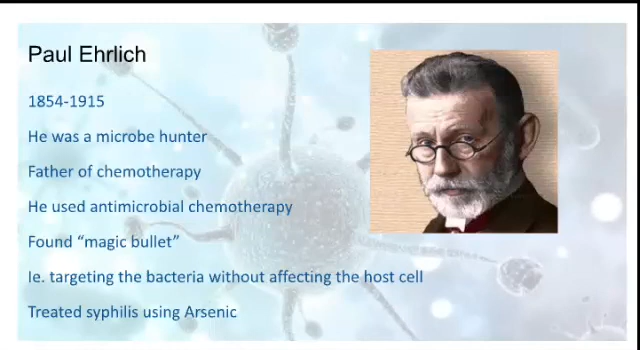 Paul Ehrlich
1854-1915
He was a microbe hunter
Father of chemotherapy
He used antimicrobial chemotherapy
Found “magic bullet”
Ie. targeting the bacteria without affecting the host cell
Treated syphilis using Arsenic